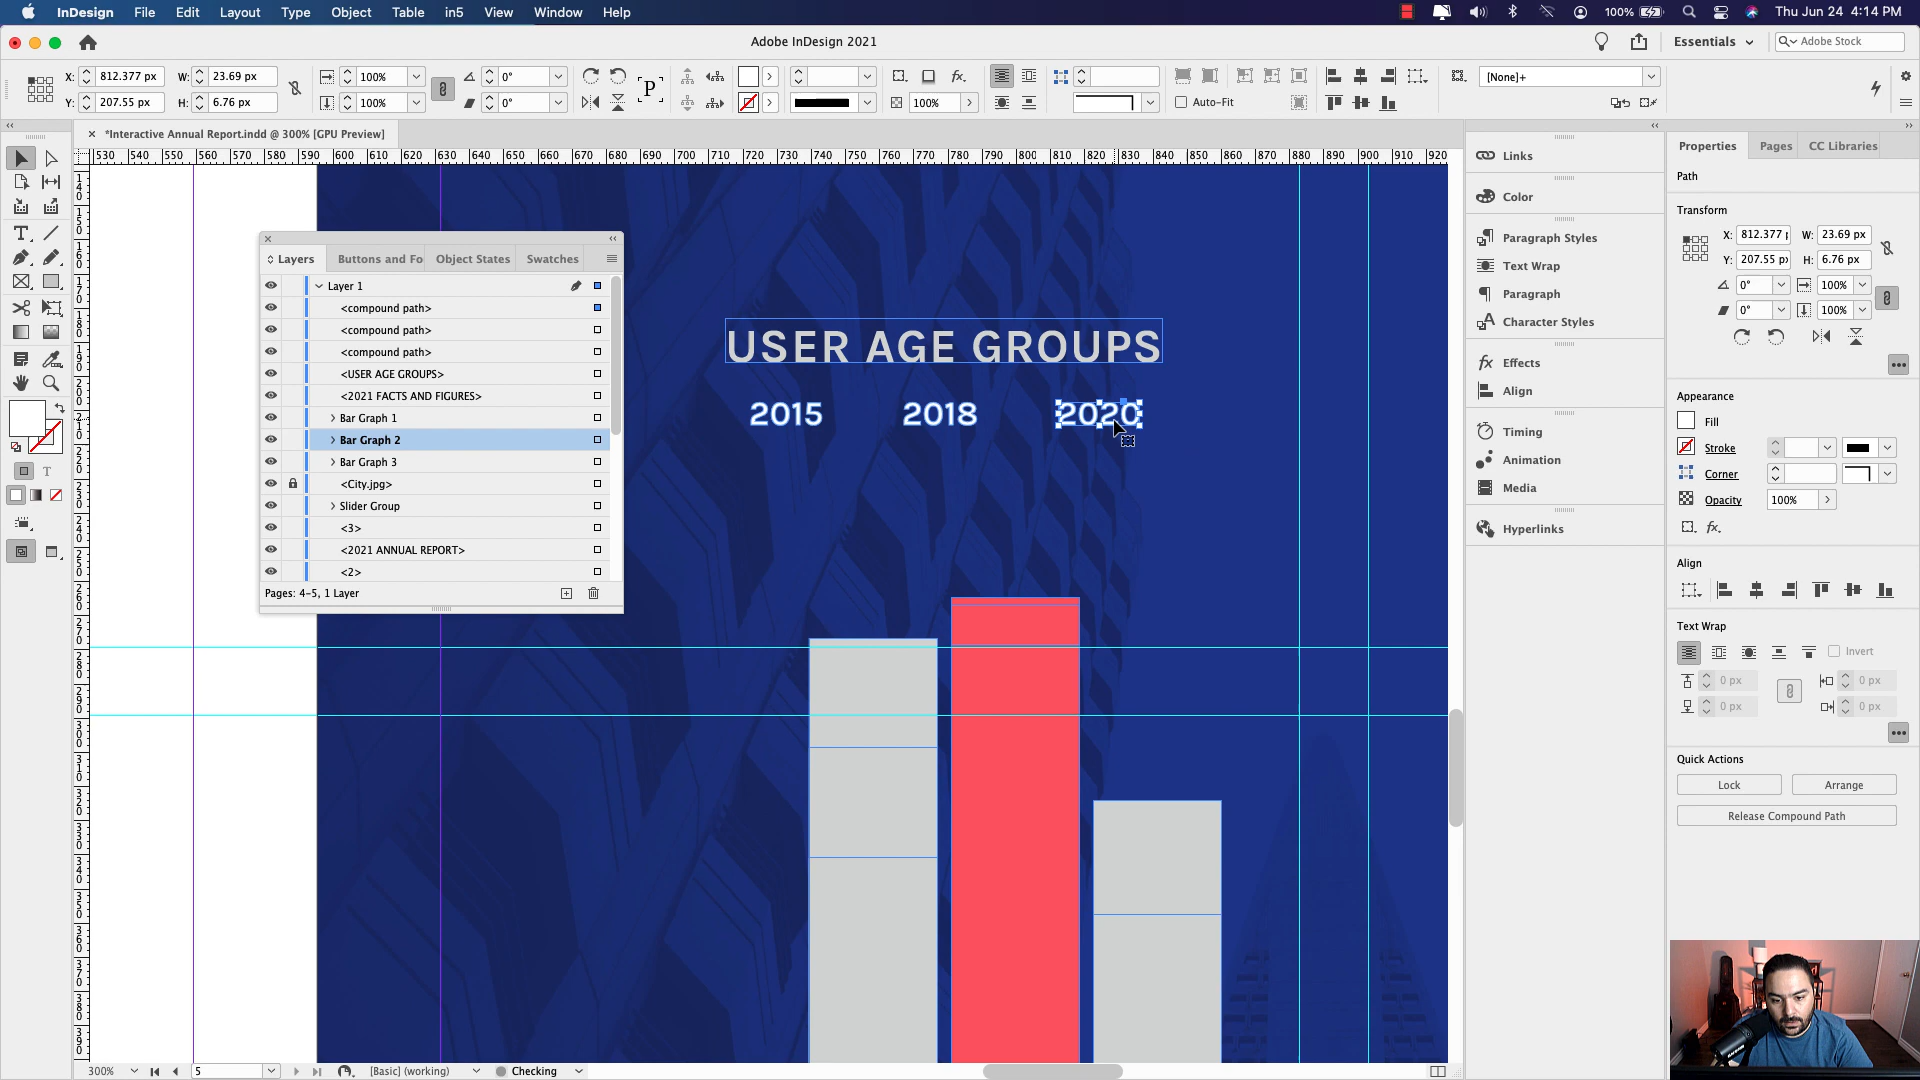 InDesign File Edit Layout Type Object Table in5 View Window Help 100% Thu Jun 24 4:14 PM
Adobe InDesign 2021 Essentials Adobe Stock
X: 812.377 px W: 23.69 px 100% 0° P fx. [None]+
Y: 207.55 px H: 6.76 px 100% 0° 100% Auto-Fit
*Interactive Annual Report.indd @ 300% [GPU Preview]
530 540 550 560 570 580 590 600 610 620 630 640 650 660 670 680 690 700 710 720 730 740 750 760 770 780 790 800 810 820 830 840 850 860 870 880 890 900 910 920
Layers Buttons and Fo Object States Swatches
Layer 1
<compound path>
<compound path>
<compound path>
<USER AGE GROUPS>
<2021 FACTS AND FIGURES>
Bar Graph 1
Bar Graph 2
Bar Graph 3
<City.jpg>
Slider Group
<3>
<2021 ANNUAL REPORT>
<2>
Pages: 4-5, 1 Layer
USER AGE GROUPS
2015 2018 2020
Links
Color
Paragraph Styles
Text Wrap
Paragraph
Character Styles
Effects
Align
Timing
Animation
Media
Hyperlinks
Properties Pages CC Libraries
Path
Transform
X: 812.377 W: 23.69 px
Y: 207.55 px H: 6.76 px
0° 100%
0° 100%
Appearance
Fill
Stroke
Corner
Opacity 100%
fx.
Align
Text Wrap
Invert
0 px 0 px
0 px 0 px
Quick Actions
Lock Arrange
Release Compound Path
300% 5 [Basic] (working) Checking